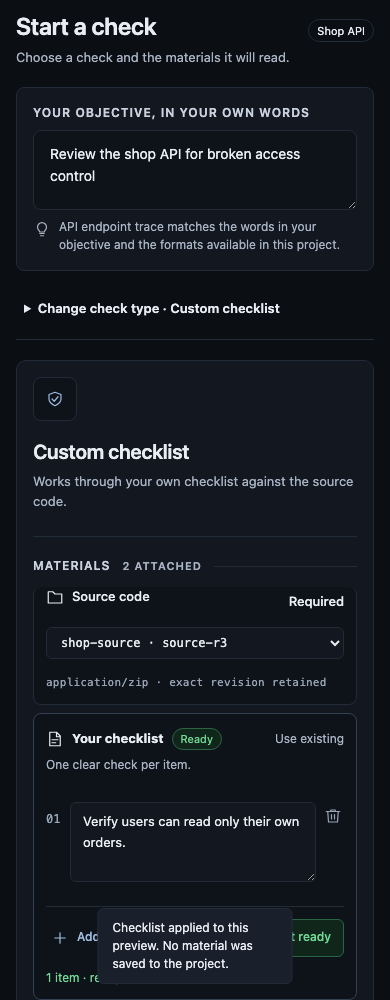 Start a check
Shop API
Choose a check and the materials it will read.
YOUR OBJECTIVE, IN YOUR OWN WORDS
Review the shop API for broken access
control
API endpoint trace matches the words in your
objective and the formats available in this project.
Change check type · Custom checklist
Custom checklist
Works through your own checklist against the source
code.
MATERIALS 2 ATTACHED
Source code
Required
shop-source · source-r3
application/zip · exact revision retained
Your checklist Ready Use existing
One clear check per item.
01 Verify users can read only their own
orders.
Checklist applied to this
preview. No material was
saved to the project.
ready
1 item ·